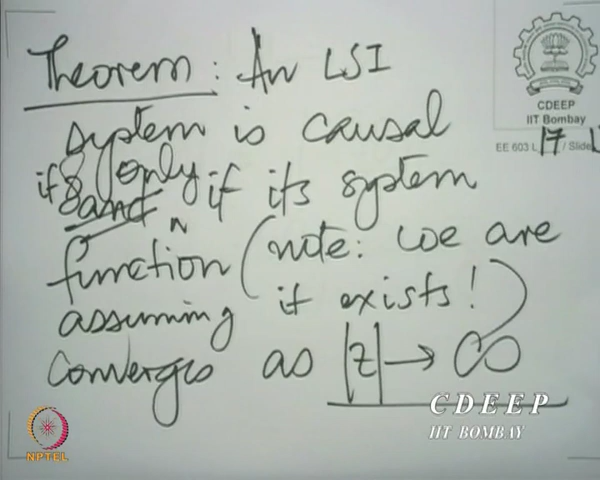 Theorem: An LSI
system is causal
if & only if its system
function (note: we are
assuming it exists!)
converges as |z| → ∞
CDEEP
IIT Bombay
EE 603 L 17 / Slide
CDEEP
IIT BOMBAY
NPTEL